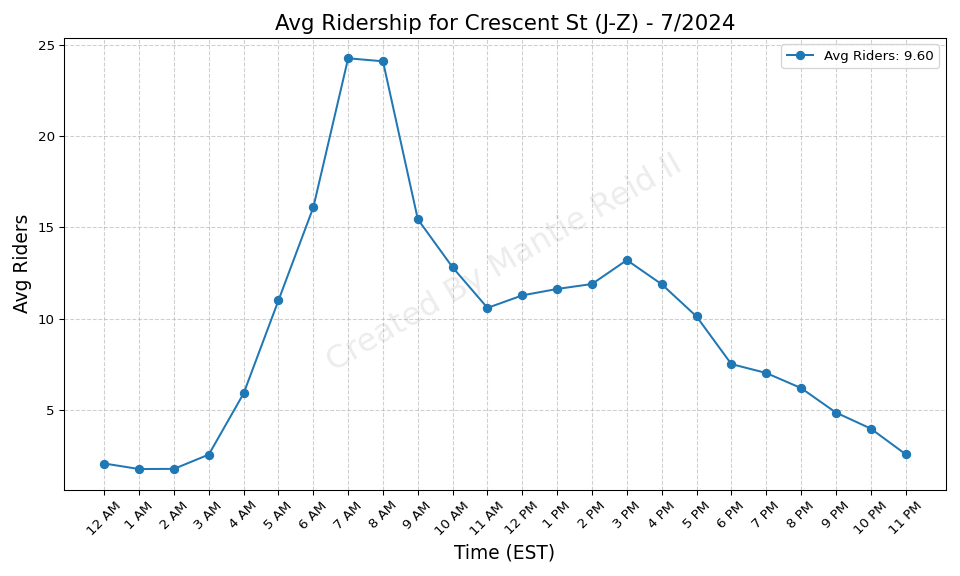 Avg Ridership for Crescent St (J-Z) - 7/2024
Avg Riders: 9.60
25
20
15
10
5
Avg Riders
Created By Mantie Reid II
12 AM
1 AM
2 AM
3 AM
4 AM
5 AM
6 AM
7 AM
8 AM
9 AM
10 AM
11 AM
12 PM
1 PM
2 PM
3 PM
4 PM
5 PM
6 PM
7 PM
8 PM
9 PM
10 PM
11 PM
Time (EST)